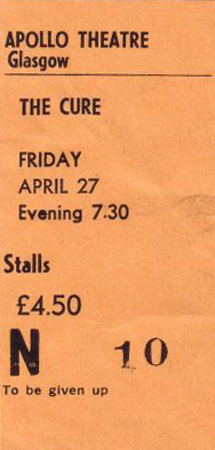 APOLLO THEATRE
Glasgow
THE CURE
FRIDAY
APRIL 27
Evening 7.30
Stalls
£4.50
N 10
To be given up